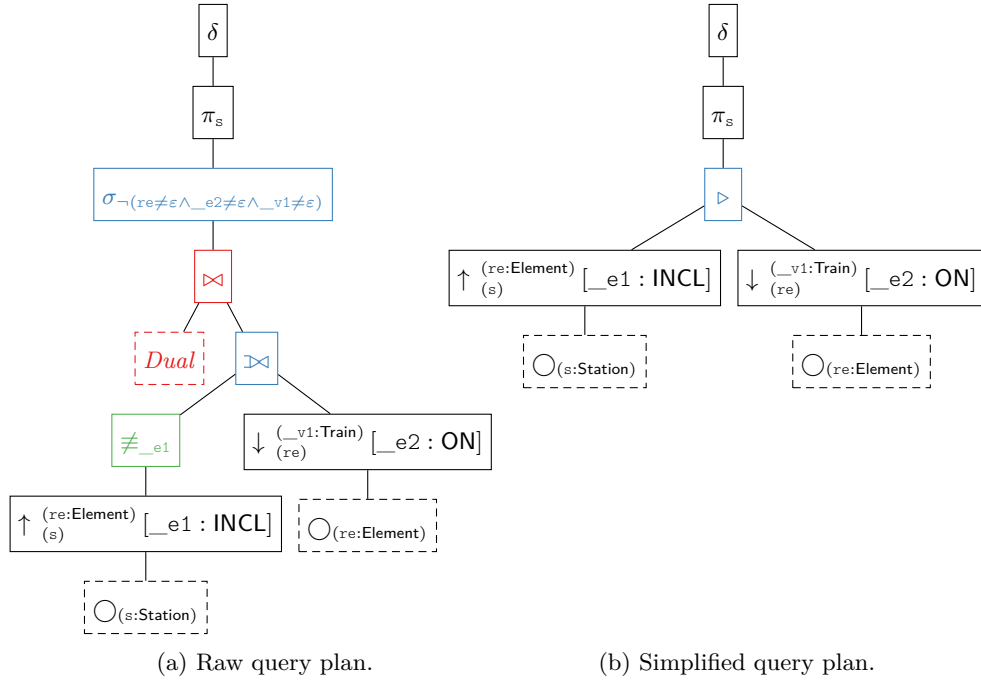 δ
π_s
σ_¬(re≠ε∧__e2≠ε∧__v1≠ε)
⋈
Dual
⟕
≢__e1
↓ (__v1:Train) (re) [__e2 : ON]
↑ (re:Element) (s) [__e1 : INCL]
◯(re:Element)
◯(s:Station)
(a) Raw query plan.
δ
π_s
▷
↑ (re:Element) (s) [__e1 : INCL]
↓ (__v1:Train) (re) [__e2 : ON]
◯(s:Station)
◯(re:Element)
(b) Simplified query plan.